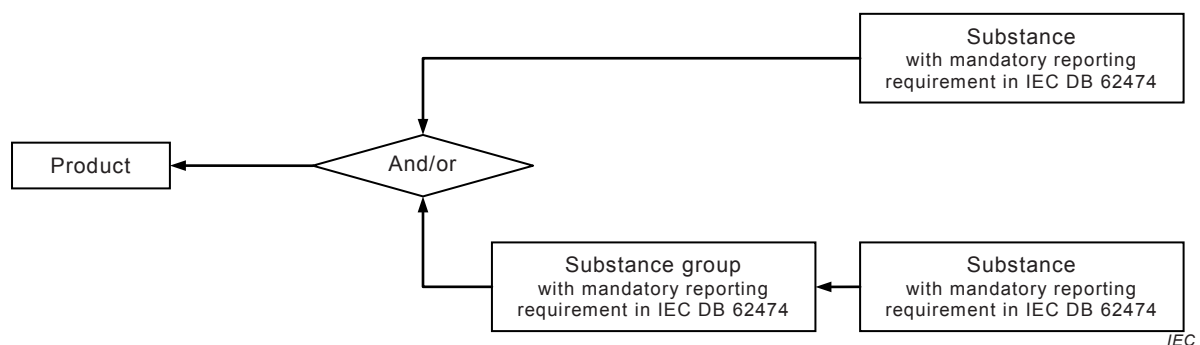 Substance
with mandatory reporting
requirement in IEC DB 62474
And/or
Product
Substance group
with mandatory reporting
requirement in IEC DB 62474
Substance
with mandatory reporting
requirement in IEC DB 62474
IEC